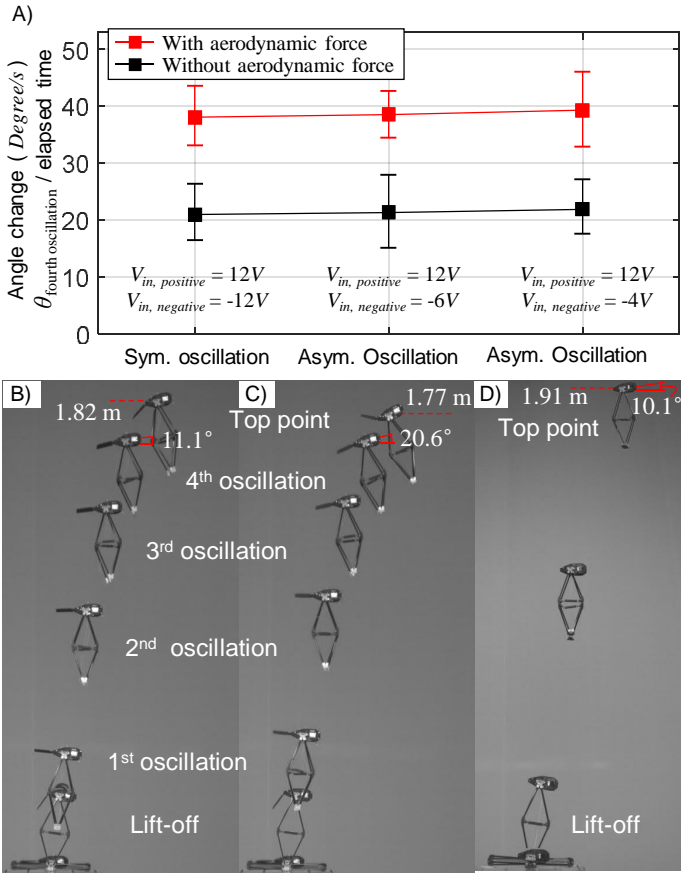 A)
With aerodynamic force
Without aerodynamic force
Angle change ( Degree/s )
θfourth oscillation / elapsed time
50
40
30
20
10
0
Vin, positive = 12V
Vin, negative = -12V
Vin, positive = 12V
Vin, negative = -6V
Vin, positive = 12V
Vin, negative = -4V
Sym. oscillation
Asym. Oscillation
Asym. Oscillation
B)
1.82 m
11.1°
C)
Top point
1.77 m
20.6°
4th oscillation
3rd oscillation
2nd oscillation
1st oscillation
Lift-off
D)
1.91 m
10.1°
Top point
Lift-off